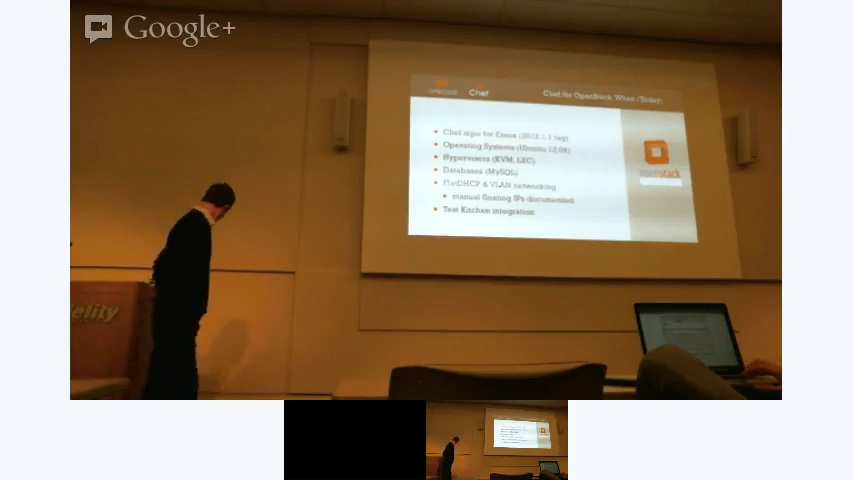 Google+
Chef
Chef for OpenStack: When (Today)
Chef repo for Essex (2012.1.1 tag)
Operating Systems (Ubuntu 12.04)
Hypervisors (KVM, LXC)
Databases (MySQL)
FlatDHCP & VLAN networking
manual floating IPs documented
Test Kitchen integration
openstack